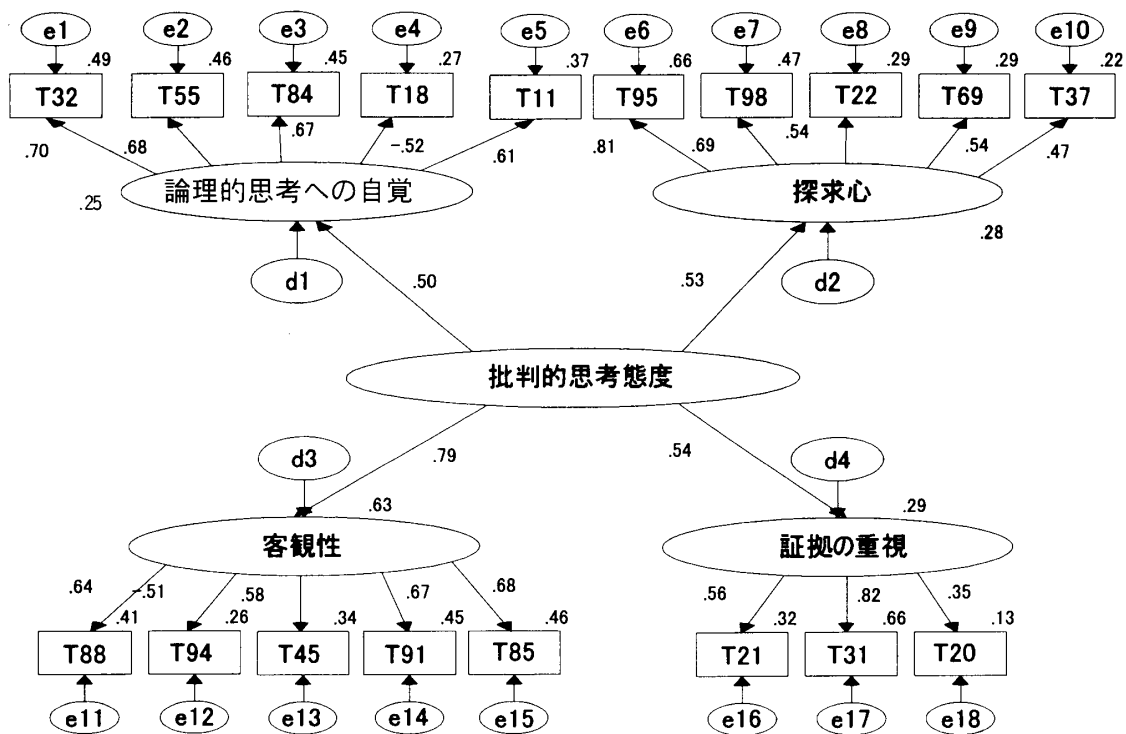 e1 e2 e3 e4 e5 e6 e7 e8 e9 e10
.49 .46 .45 .27 .37 .66 .47 .29 .29 .22
T32 T55 T84 T18 T11 T95 T98 T22 T69 T37
.70 .68 .67 -.52 .61 .81 .69 .54 .54 .47
論理的思考への自覚 探求心
.25 .28
d1 d2
.50 .53
批判的思考態度
d3 d4
.79 .54
.63 .29
客観性 証拠の重視
.64 -.51 .58 .67 .68 .56 .82 .35
.41 .26 .34 .45 .46 .32 .66 .13
T88 T94 T45 T91 T85 T21 T31 T20
e11 e12 e13 e14 e15 e16 e17 e18